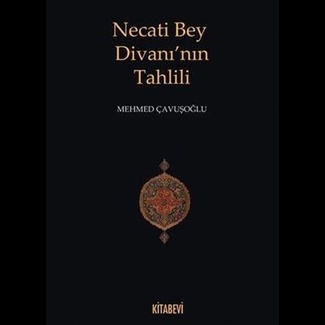 Necati Bey
Divanı'nın
Tahlili
MEHMED ÇAVUŞOĞLU
KİTABEVİ